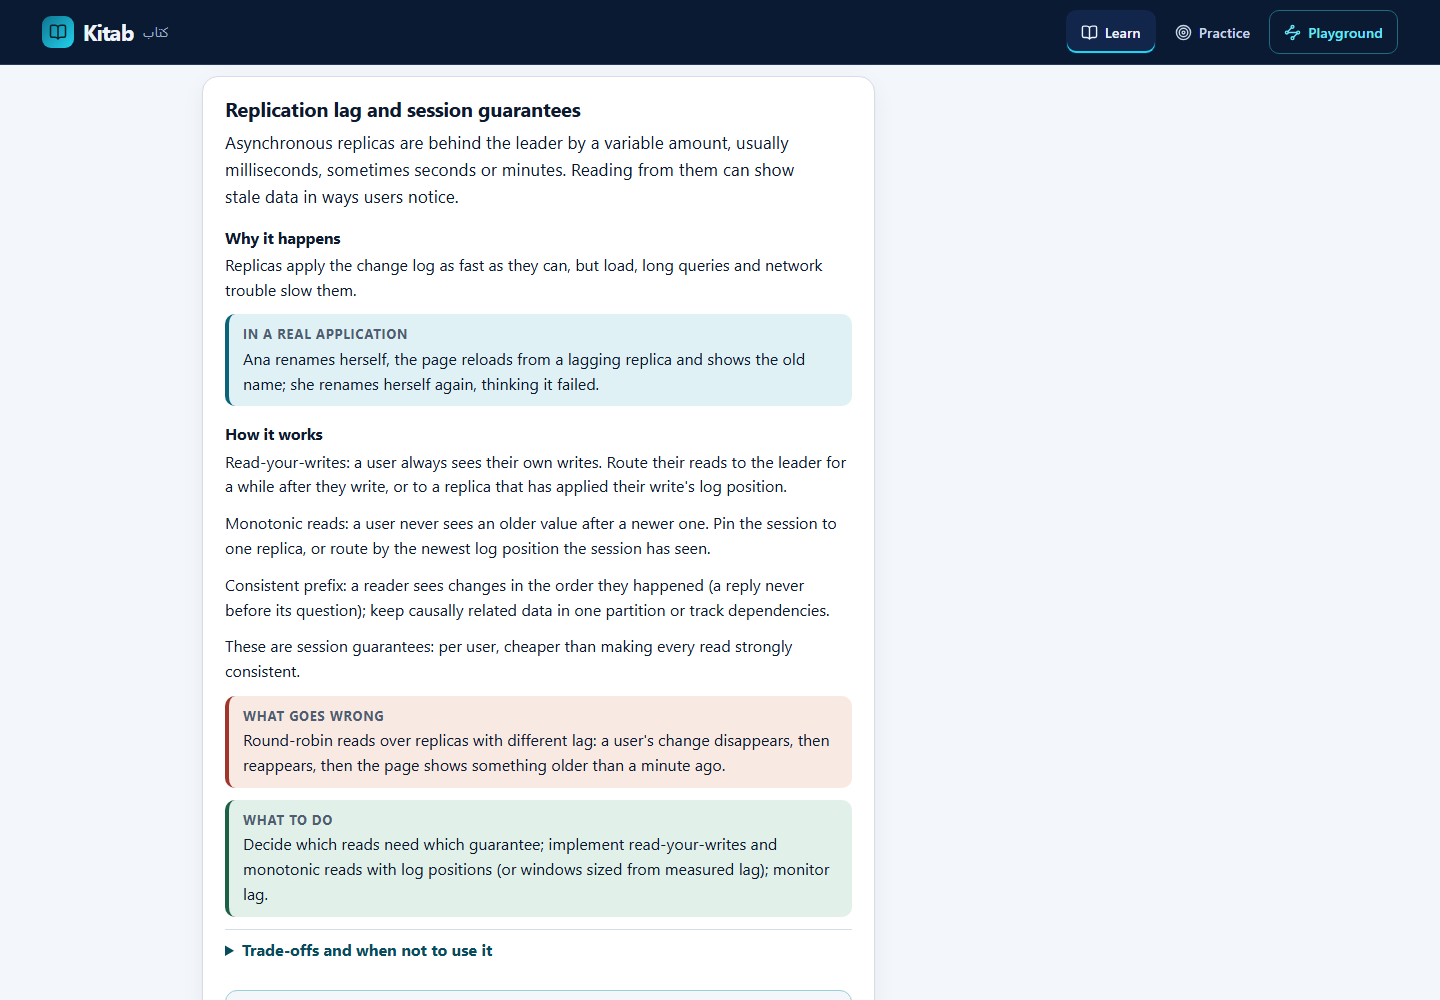 Kitab كتاب
Learn
Practice
Playground
Replication lag and session guarantees
Asynchronous replicas are behind the leader by a variable amount, usually
milliseconds, sometimes seconds or minutes. Reading from them can show
stale data in ways users notice.
Why it happens
Replicas apply the change log as fast as they can, but load, long queries and network
trouble slow them.
IN A REAL APPLICATION
Ana renames herself, the page reloads from a lagging replica and shows the old
name; she renames herself again, thinking it failed.
How it works
Read-your-writes: a user always sees their own writes. Route their reads to the leader for
a while after they write, or to a replica that has applied their write's log position.
Monotonic reads: a user never sees an older value after a newer one. Pin the session to
one replica, or route by the newest log position the session has seen.
Consistent prefix: a reader sees changes in the order they happened (a reply never
before its question); keep causally related data in one partition or track dependencies.
These are session guarantees: per user, cheaper than making every read strongly
consistent.
WHAT GOES WRONG
Round-robin reads over replicas with different lag: a user's change disappears, then
reappears, then the page shows something older than a minute ago.
WHAT TO DO
Decide which reads need which guarantee; implement read-your-writes and
monotonic reads with log positions (or windows sized from measured lag); monitor
lag.
Trade-offs and when not to use it